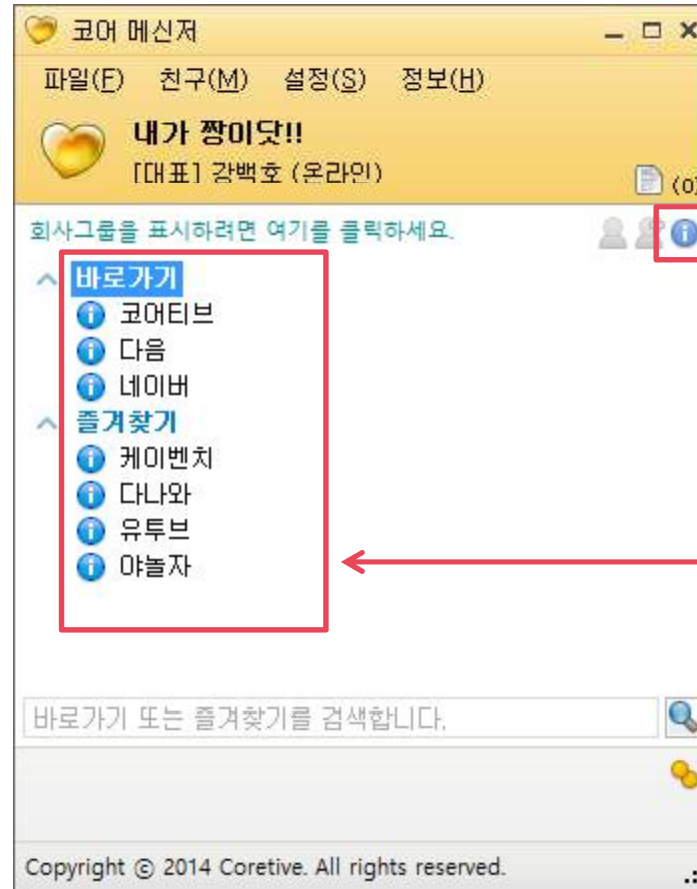 코어 메신저
파일(F) 친구(M) 설정(S) 정보(H)
내가 짱이닷!!
[대표] 강백호 (온라인)
(0)
회사그룹을 표시하려면 여기를 클릭하세요.
바로가기
코어티브
다음
네이버
즐겨찾기
케이벤치
다나와
유투브
야놀자
바로가기 또는 즐겨찾기를 검색합니다.
Copyright © 2014 Coretive. All rights reserved.